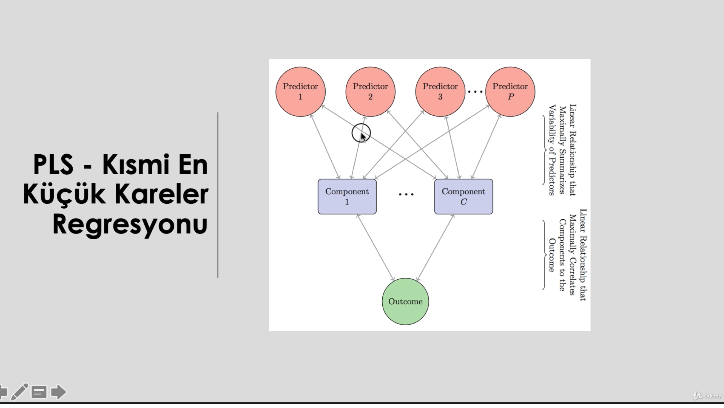 PLS - Kısmi En
Küçük Kareler
Regresyonu
Predictor
1
Predictor
2
Predictor
3
...
Predictor
P
Component
1
...
Component
C
Outcome
Linear Relationship that
Maximally Summarizes
Variability of Predictors
Linear Relationship that
Maximally Correlates
Components to the
Outcome